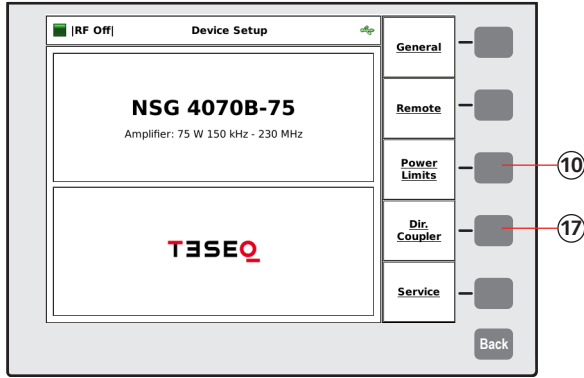 |RF Off|
Device Setup
NSG 4070B-75
Amplifier: 75 W 150 kHz - 230 MHz
TESEQ
General
Remote
Power
Limits
Dir.
Coupler
Service
Back
10
17